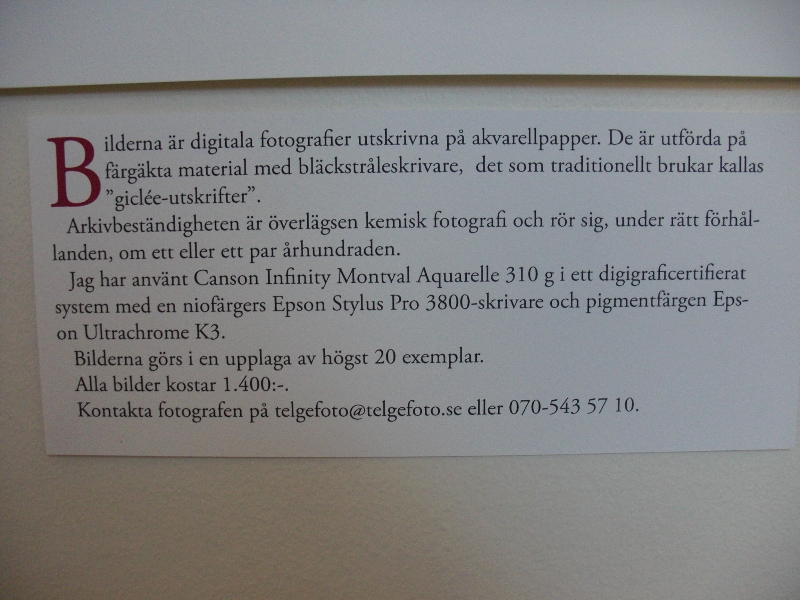 Bilderna är digitala fotografier utskrivna på akvarellpapper. De är utförda på
färgäkta material med bläckstråleskrivare, det som traditionellt brukar kallas
”giclée-utskrifter”.
Arkivbeständigheten är överlägsen kemisk fotografi och rör sig, under rätt förhål-
landen, om ett eller ett par århundraden.
Jag har använt Canson Infinity Montval Aquarelle 310 g i ett digigraficertifierat
system med en niofärgers Epson Stylus Pro 3800-skrivare och pigmentfärgen Eps-
on Ultrachrome K3.
Bilderna görs i en upplaga av högst 20 exemplar.
Alla bilder kostar 1.400:-.
Kontakta fotografen på telgefoto@telgefoto.se eller 070-543 57 10.